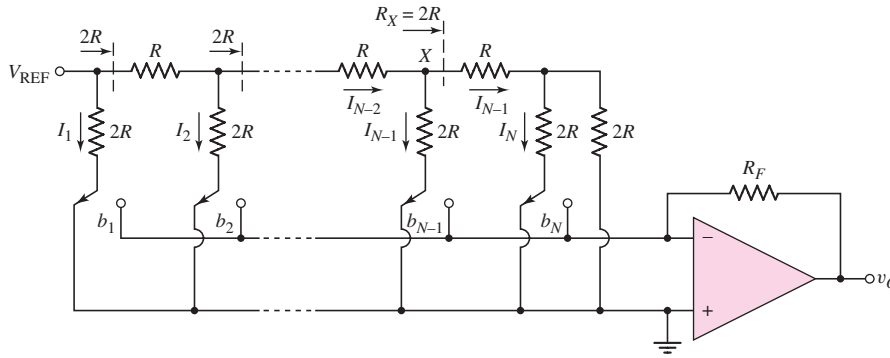 R_X = 2R
2R R 2R X R R
V_REF
I_{N–2} I_{N–1}
I_1 2R I_2 2R I_{N–1} 2R I_N 2R 2R
R_F
b_1 b_2 b_{N–1} b_N
–
+